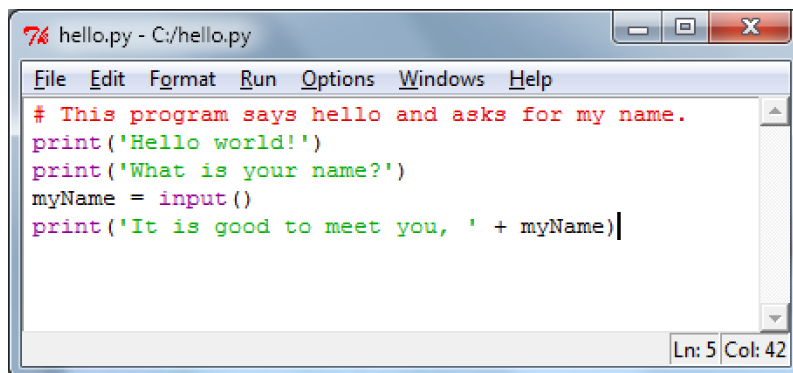 hello.py - C:/hello.py
File Edit Format Run Options Windows Help
# This program says hello and asks for my name.
print('Hello world!')
print('What is your name?')
myName = input()
print('It is good to meet you, ' + myName)
Ln: 5 Col: 42